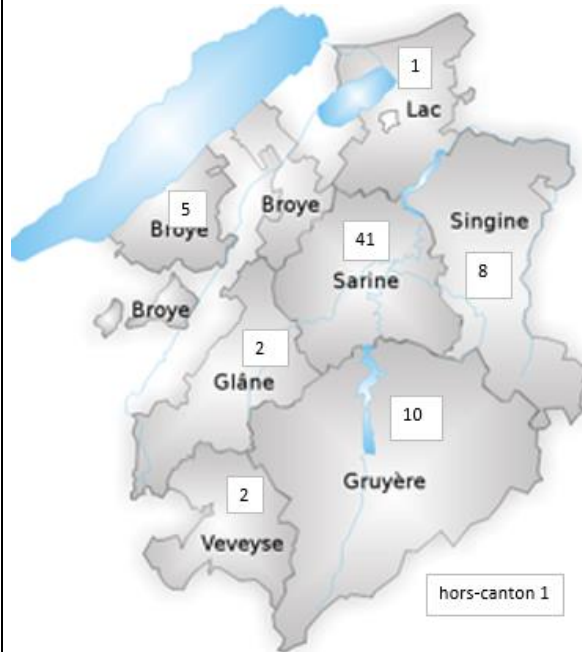 1
Lac
5
Broye
Broye
Singine
41
Sarine
8
Broye
2
Glâne
10
Gruyère
2
Veveyse
hors-canton 1